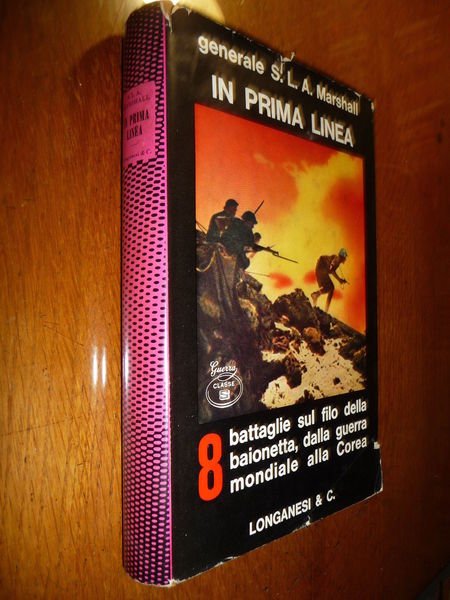 generale S. L. A. Marshall
IN PRIMA LINEA
Guerra
CLASSE
S
8
battaglie sul filo della
baionetta, dalla guerra
mondiale alla Corea
LONGANESI & C.
MARSHALL
IN PRIMA
LINEA